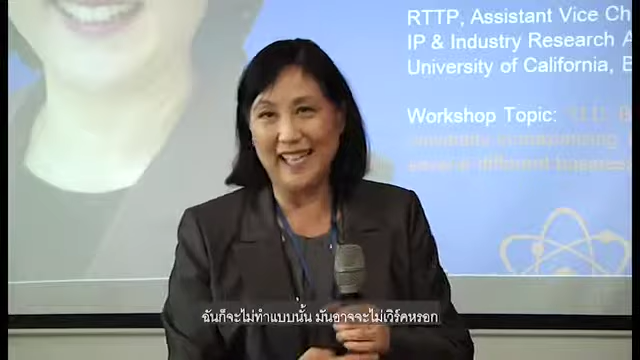 RTTP, Assistant Vice Ch
IP & Industry Research A
University of California, B
Workshop Topic:
ฉันก็จะไม่ทำแบบนั้น มันอาจจะไม่เวิร์คหรอก